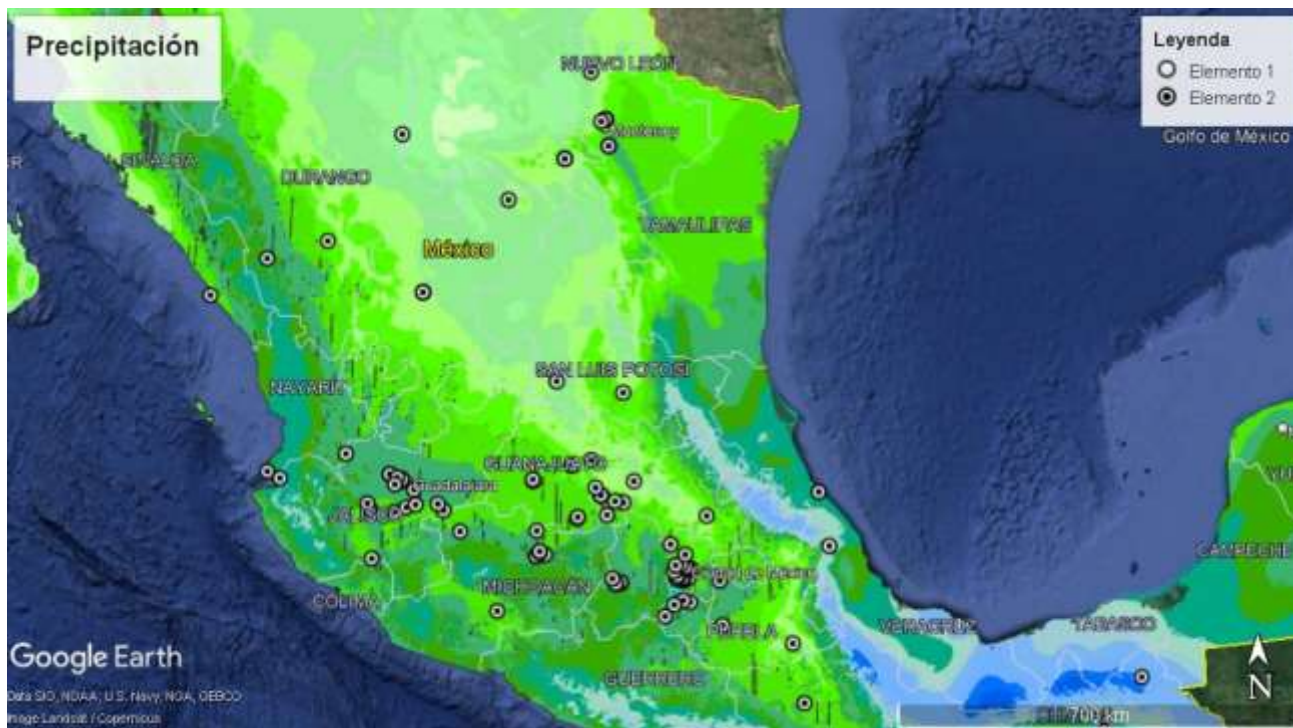 Precipitación
Leyenda
Elemento 1
Elemento 2
Golfo de México
NUEVO LEÓN
Monterrey
SINALOA
DURANGO
TAMAULIPAS
México
SAN LUIS POTOSÍ
NAYARIT
GUANAJUATO
Guadalajara
JALISCO
CAMPECHE
Ciudad de México
MICHOACÁN
COLIMA
PUEBLA
VERACRUZ
TABASCO
GUERRERO
Google Earth
Data SIO, NOAA, U.S. Navy, NGA, GEBCO
Image Landsat / Copernicus
700 km
N